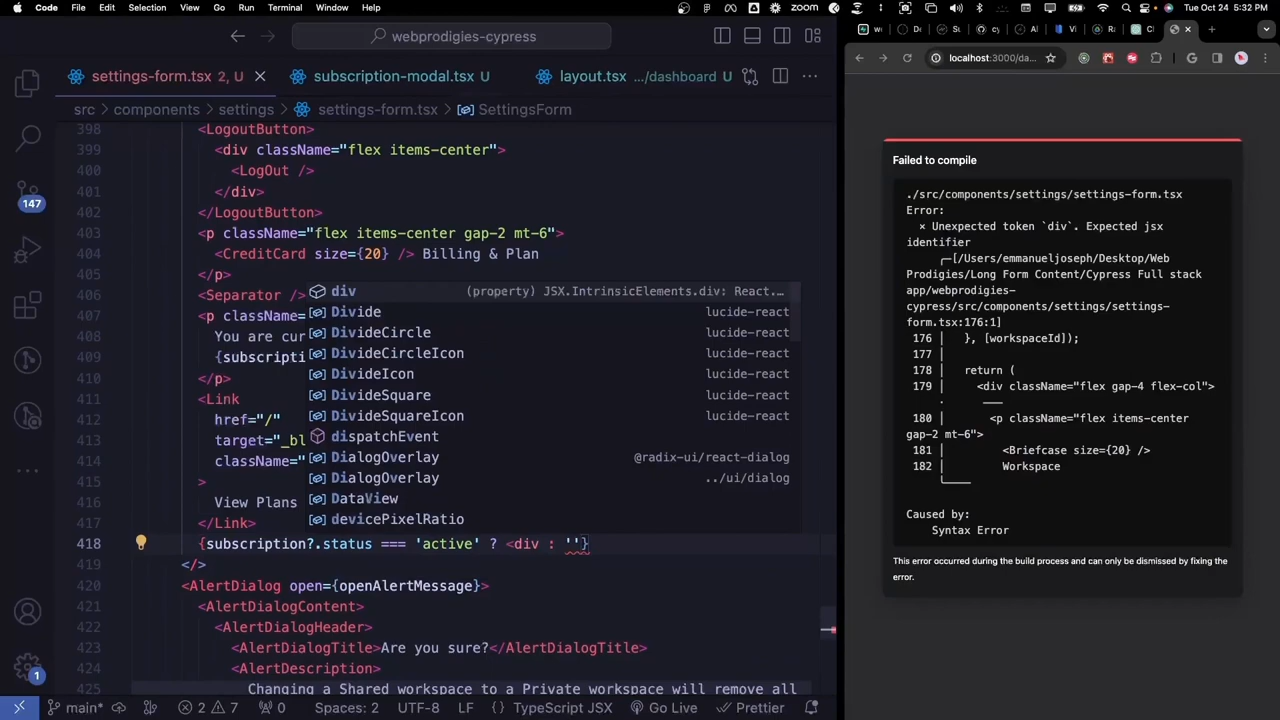 Code File Edit Selection View Go Run Terminal Window Help
zoom
Tue Oct 24 5:32 PM
webprodigies-cypress
localhost:3000/da...
settings-form.tsx 2, U
subscription-modal.tsx U
layout.tsx .../dashboard U
src components settings settings-form.tsx SettingsForm
398 <LogoutButton>
399 <div className="flex items-center">
400 <LogOut />
401 </div>
402 </LogoutButton>
403 <p className="flex items-center gap-2 mt-6">
404 <CreditCard size={20} /> Billing & Plan
405 </p>
406 <Separator />
407 <p className=
408 You are cur
409 {subscripti
410 </p>
411 <Link
412 href="/"
413 target="_bl
414 className="
415 >
416 View Plans
417 </Link>
418 {subscription?.status === 'active' ? <div : ''}
419 </>
420 <AlertDialog open={openAlertMessage}>
421 <AlertDialogContent>
422 <AlertDialogHeader>
423 <AlertDialogTitle>Are you sure?</AlertDialogTitle>
424 <AlertDescription>
425 Changing a Shared workspace to a Private workspace will remove all
div (property) JSX.IntrinsicElements.div: React....
Divide lucide-react
DivideCircle lucide-react
DivideCircleIcon lucide-react
DivideIcon lucide-react
DivideSquare lucide-react
DivideSquareIcon lucide-react
dispatchEvent
DialogOverlay @radix-ui/react-dialog
DialogOverlay ../ui/dialog
DataView
devicePixelRatio
147
1
main* 2 7 0 Spaces: 2 UTF-8 LF {} TypeScript JSX Go Live Prettier
Failed to compile
./src/components/settings/settings-form.tsx
Error:
× Unexpected token `div`. Expected jsx
identifier
╭─[/Users/emmanueljoseph/Desktop/Web
Prodigies/Long Form Content/Cypress Full stack
app/webprodigies-
cypress/src/components/settings/settings-
form.tsx:176:1]
176 │ }, [workspaceId]);
177 │
178 │ return (
179 │ <div className="flex gap-4 flex-col">
· ───
180 │ <p className="flex items-center
gap-2 mt-6">
181 │ <Briefcase size={20} />
182 │ Workspace
╰────
Caused by:
Syntax Error
This error occurred during the build process and can only be dismissed by fixing the
error.